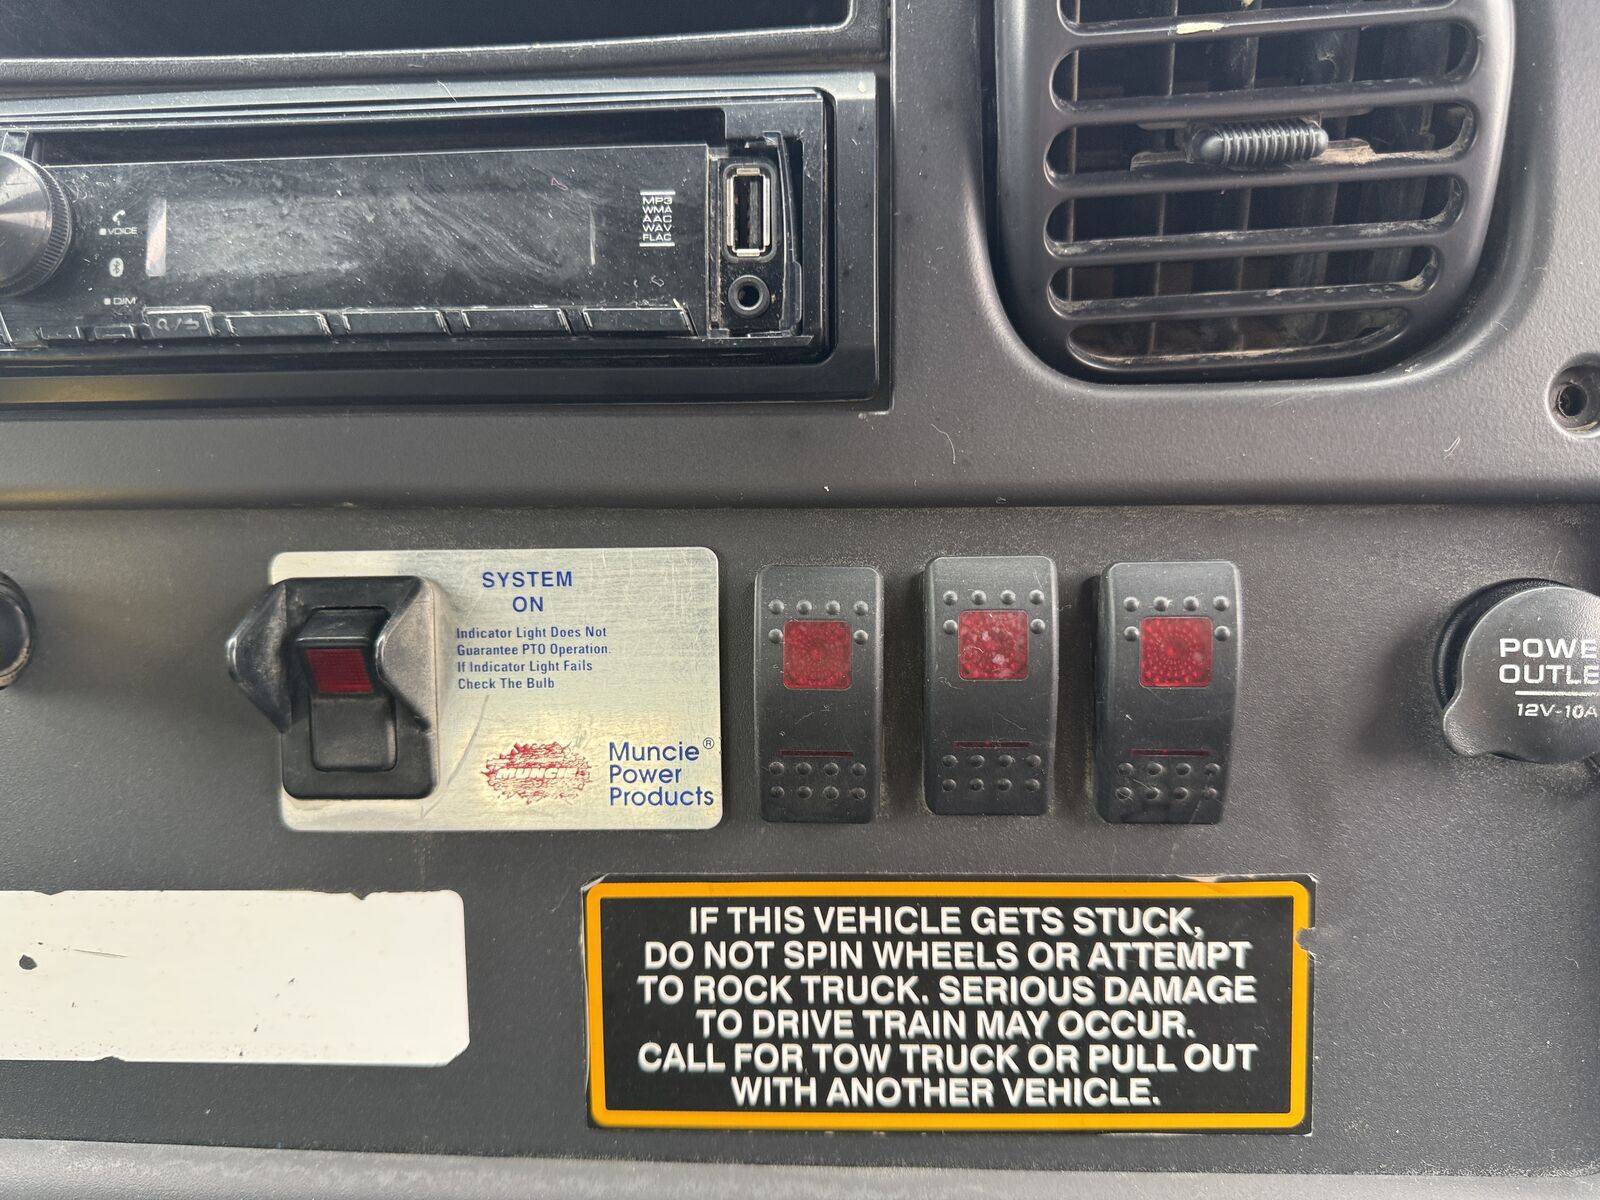 VOICE
D/M
MP3
WMA
AAC
WAV
FLAC
SYSTEM
ON
Indicator Light Does Not
Guarantee PTO Operation.
If Indicator Light Fails
Check The Bulb
MUNCIE
Muncie®
Power
Products
POWE
OUTLE
12V-10A
IF THIS VEHICLE GETS STUCK,
DO NOT SPIN WHEELS OR ATTEMPT
TO ROCK TRUCK. SERIOUS DAMAGE
TO DRIVE TRAIN MAY OCCUR.
CALL FOR TOW TRUCK OR PULL OUT
WITH ANOTHER VEHICLE.